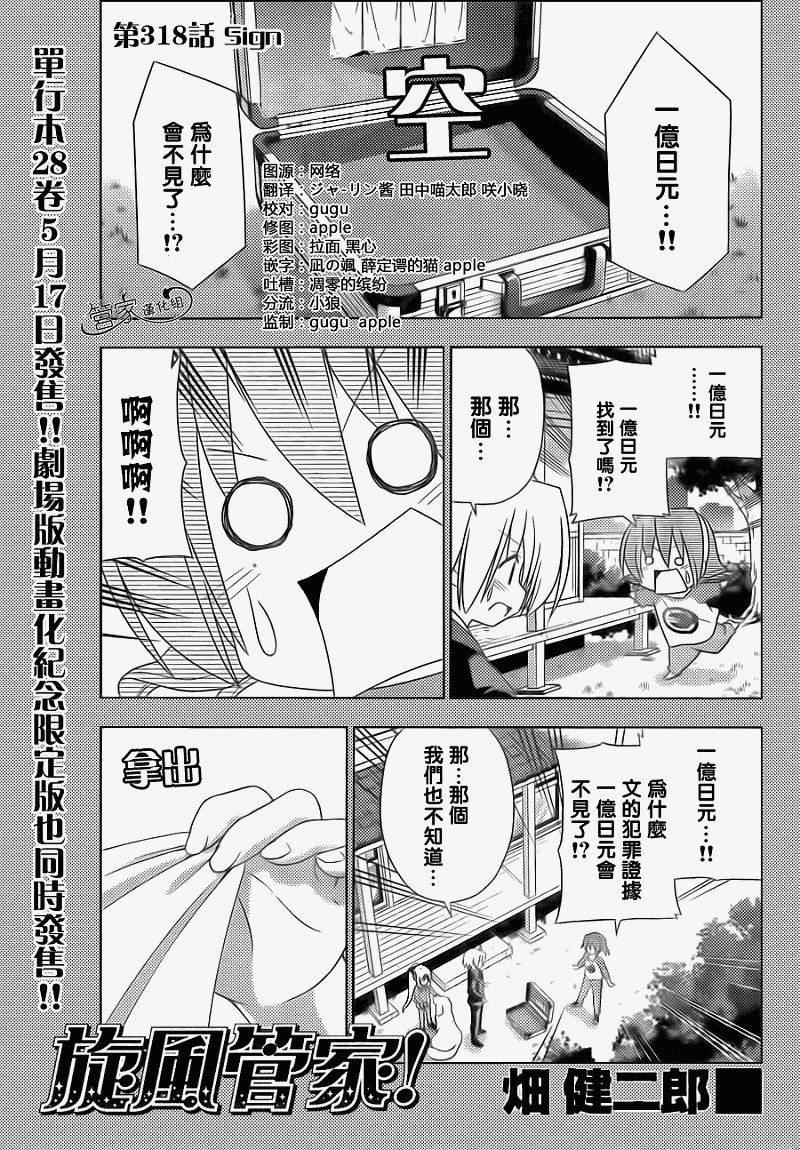 第318話 Sign
空
一億日元…!!
爲什麼
會不見了…!?
图源：网络
翻译：ジャ-リン酱 田中喵太郎 咲小晓
校对：gugu
修图：apple
彩图：拉面 黑心
嵌字：凪の飒 薛定谔的猫 apple
吐槽：凋零的缤纷
分流：小狼
监制：gugu apple
管家漢化組
單行本28卷5月17日發售!!劇場版動畫化紀念限定版也同時發售!!
一億日元
……!!
一億日元
找到了嗎!?
那…
那個…
一億日元…!!
爲什麼
文的犯罪證據
一億日元會
不見了!?
那…那個
我們也不知道…
拿出
旋風管家!
畑 健二郎